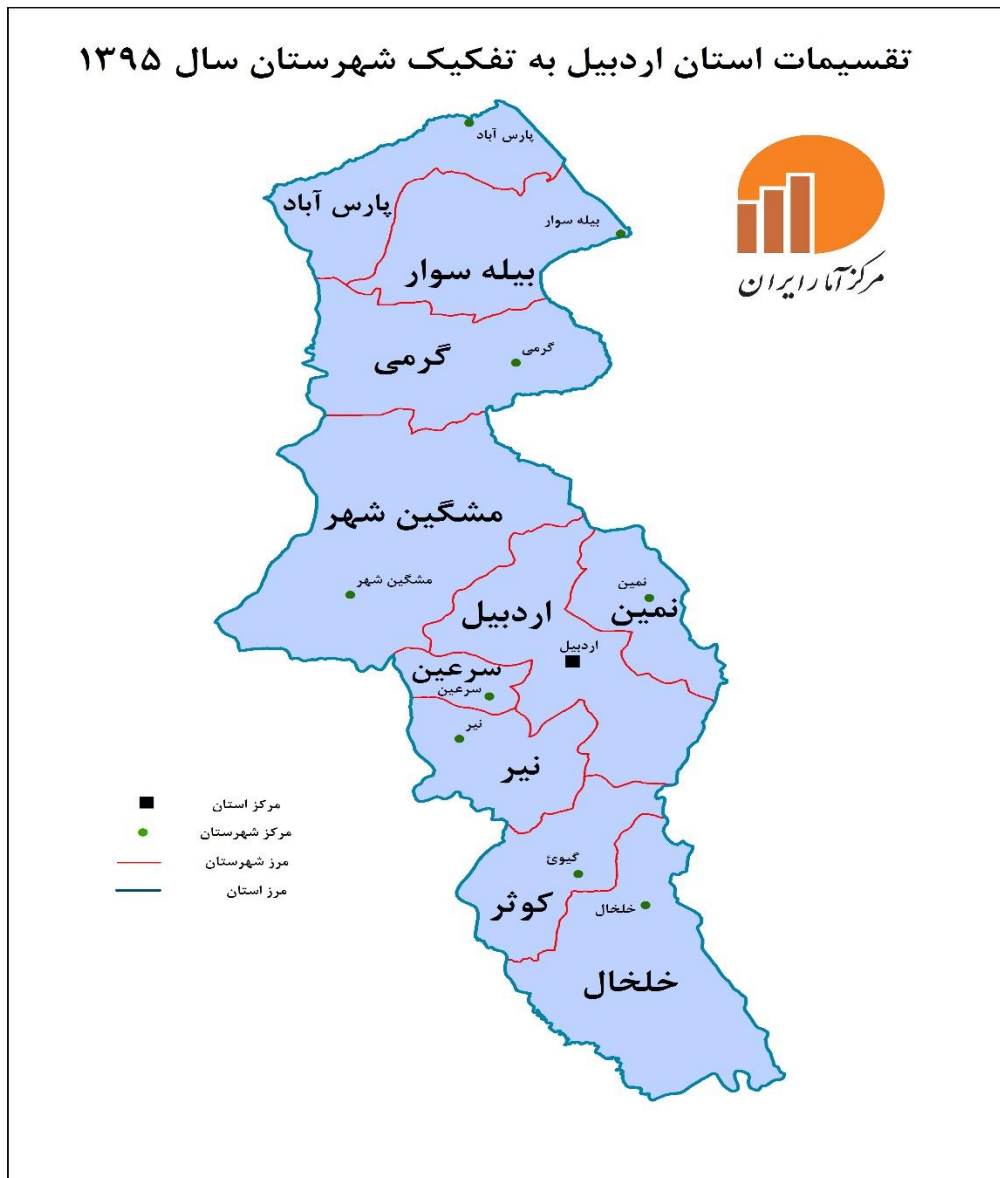 تقسیمات استان اردبیل به تفکیک شهرستان سال ۱۳۹۵
پارس آباد
پارس آباد
بیله سوار
بیله سوار
مرکز آمار ایران
گرمی
گرمی
مشگین شهر
مشگین شهر
نمین
نمین
اردبیل
اردبیل
سرعین
سرعین
نیر
نیر
مرکز استان
مرکز شهرستان
مرز شهرستان
مرز استان
گیوئ
کوثر
خلخال
خلخال